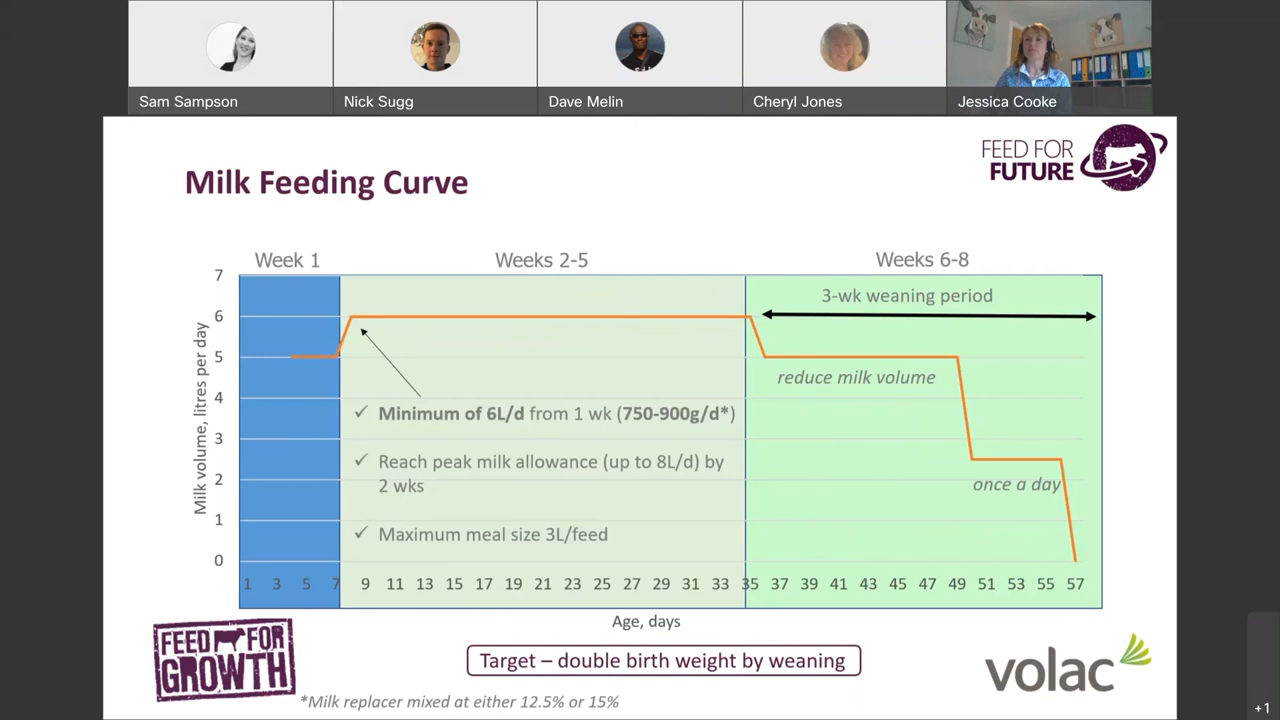 Sam Sampson
Nick Sugg
Dave Melin
Cheryl Jones
Jessica Cooke
FEED FOR
FUTURE
Milk Feeding Curve
Week 1
Weeks 2-5
Weeks 6-8
3-wk weaning period
7
6
5
4
3
2
1
0
Milk volume, litres per day
reduce milk volume
✓ Minimum of 6L/d from 1 wk (750-900g/d*)
✓ Reach peak milk allowance (up to 8L/d) by
2 wks
once a day
✓ Maximum meal size 3L/feed
1 3 5 7 9 11 13 15 17 19 21 23 25 27 29 31 33 35 37 39 41 43 45 47 49 51 53 55 57
Age, days
FEED FOR
GROWTH
Target – double birth weight by weaning
volac
*Milk replacer mixed at either 12.5% or 15%
+1